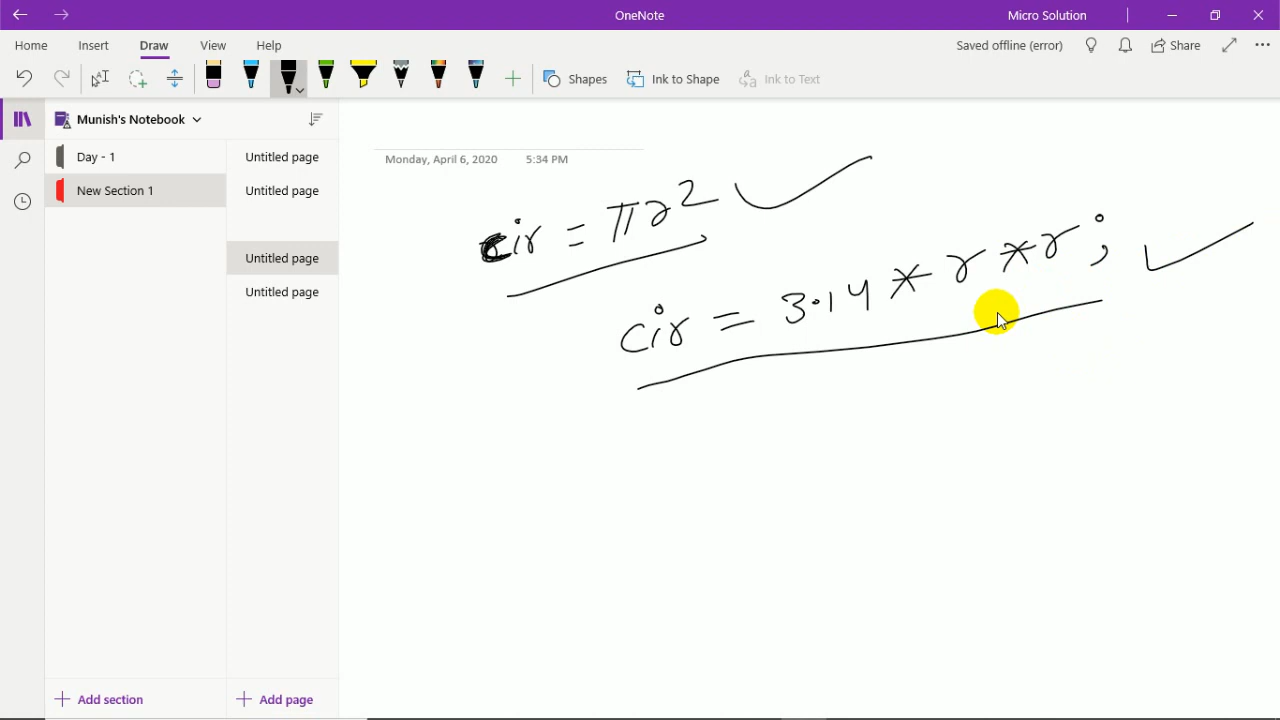 OneNote
Micro Solution
Home
Insert
Draw
View
Help
Saved offline (error)
Share
Shapes
Ink to Shape
Ink to Text
Munish's Notebook
Day - 1
New Section 1
Untitled page
Untitled page
Untitled page
Untitled page
Add section
Add page
Monday, April 6, 2020 5:34 PM
cir = πr²
cir = 3.14 * r * r ;